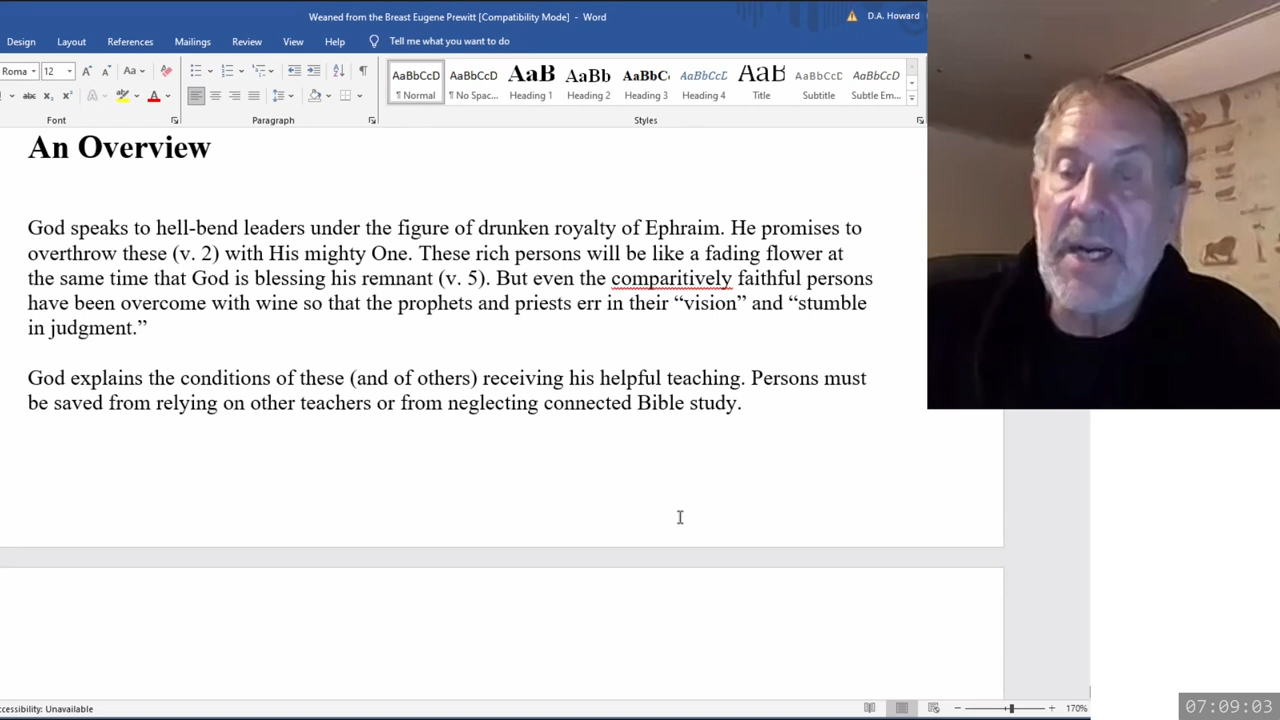 Weaned from the Breast Eugene Prewitt [Compatibility Mode] - Word
D.A. Howard
Design Layout References Mailings Review View Help Tell me what you want to do
Roma 12 Aa
AaBbCcD AaBbCcD AaB AaBb AaBbC AaBbCcD AaB AaBbCcD AaBbCcD
¶ Normal ¶ No Spac... Heading 1 Heading 2 Heading 3 Heading 4 Title Subtitle Subtle Em...
Font Paragraph Styles
An Overview
God speaks to hell-bend leaders under the figure of drunken royalty of Ephraim. He promises to
overthrow these (v. 2) with His mighty One. These rich persons will be like a fading flower at
the same time that God is blessing his remnant (v. 5). But even the comparitively faithful persons
have been overcome with wine so that the prophets and priests err in their “vision” and “stumble
in judgment.”
God explains the conditions of these (and of others) receiving his helpful teaching. Persons must
be saved from relying on other teachers or from neglecting connected Bible study.
ccessibility: Unavailable
170%
07:09:03